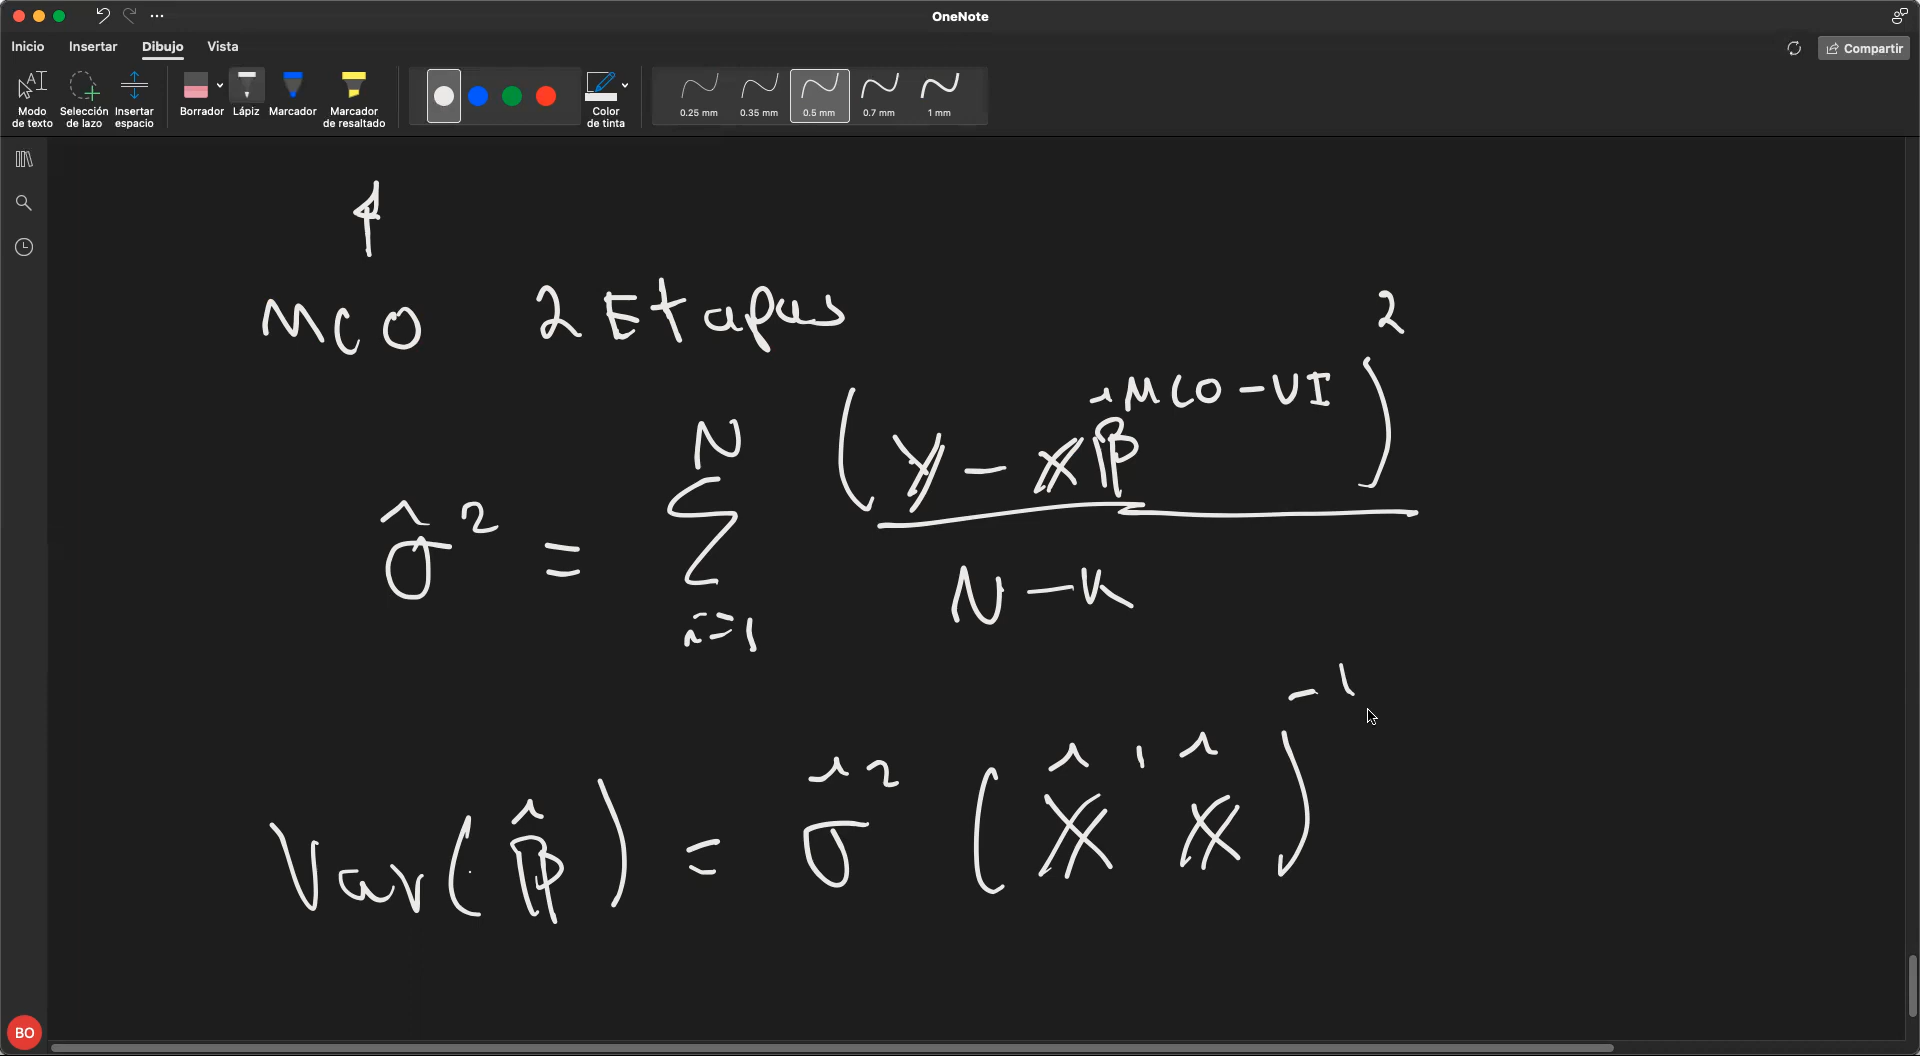 OneNote
Inicio Insertar Dibujo Vista Compartir
Modo de texto Selección de lazo Insertar espacio Borrador Lápiz Marcador Marcador de resaltado Color de tinta 0.25 mm 0.35 mm 0.5 mm 0.7 mm 1 mm
MCO 2 Etapas
σ̂² = Σ_{i=1}^{N} (y - xβ̂^{MCO-VI})² / (N-K)
Var(β̂) = σ̂² (X̂'X̂)⁻¹
BO